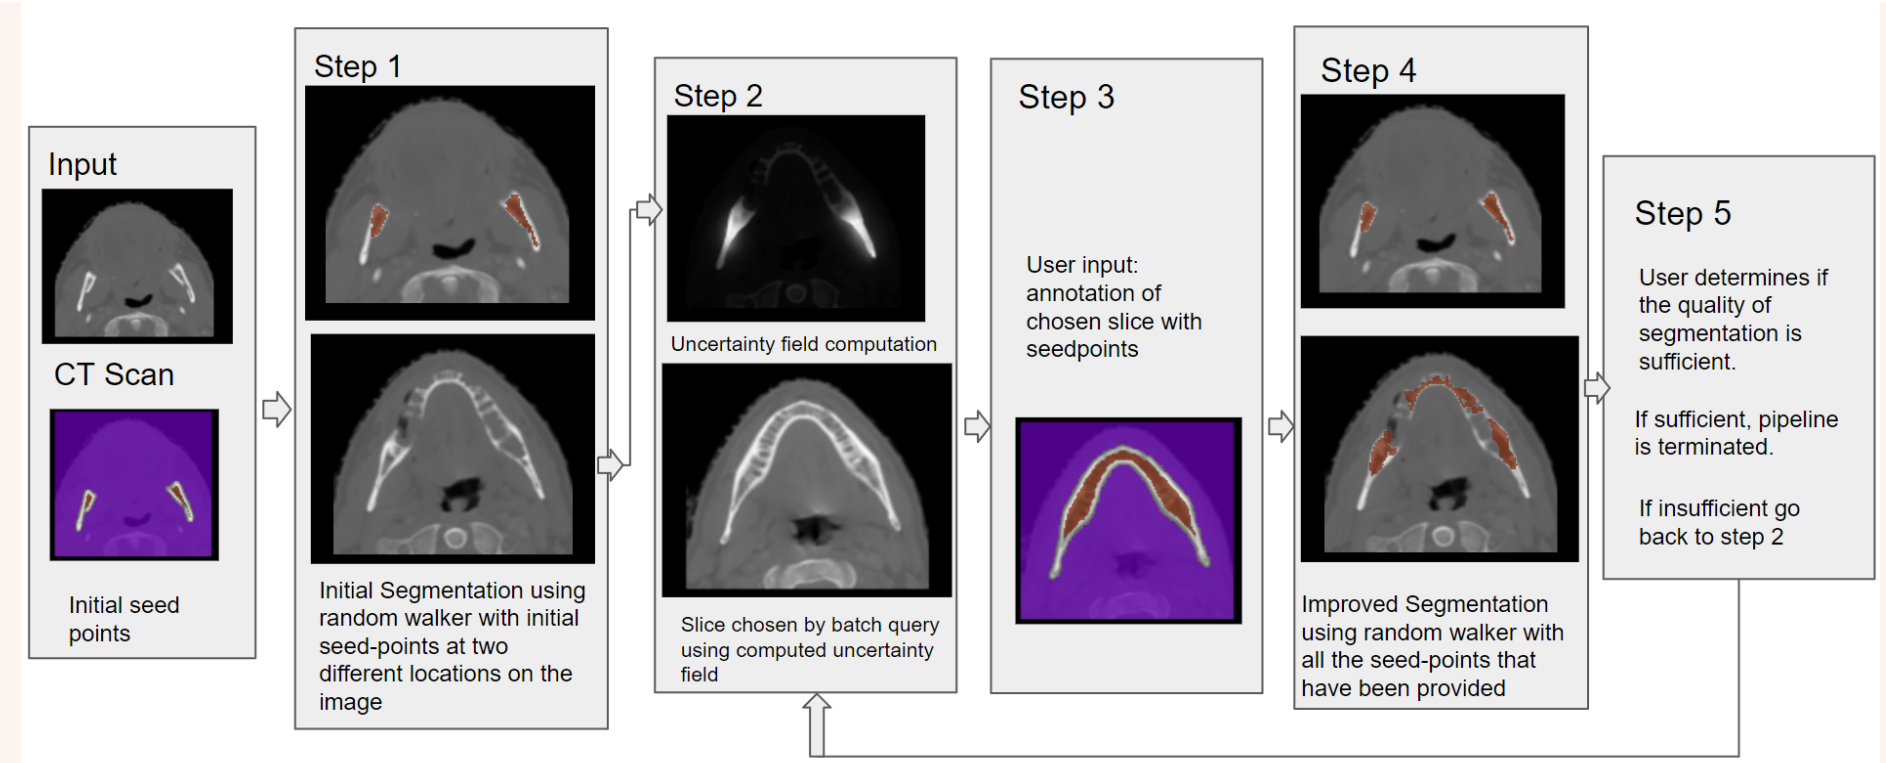 Input
CT Scan
Initial seed
points
Step 1
Initial Segmentation using
random walker with initial
seed-points at two
different locations on the
image
Step 2
Uncertainty field computation
Slice chosen by batch query
using computed uncertainty
field
Step 3
User input:
annotation of
chosen slice with
seedpoints
Step 4
Improved Segmentation
using random walker with
all the seed-points that
have been provided
Step 5
User determines if
the quality of
segmentation is
sufficient.
If sufficient, pipeline
is terminated.
If insufficient go
back to step 2